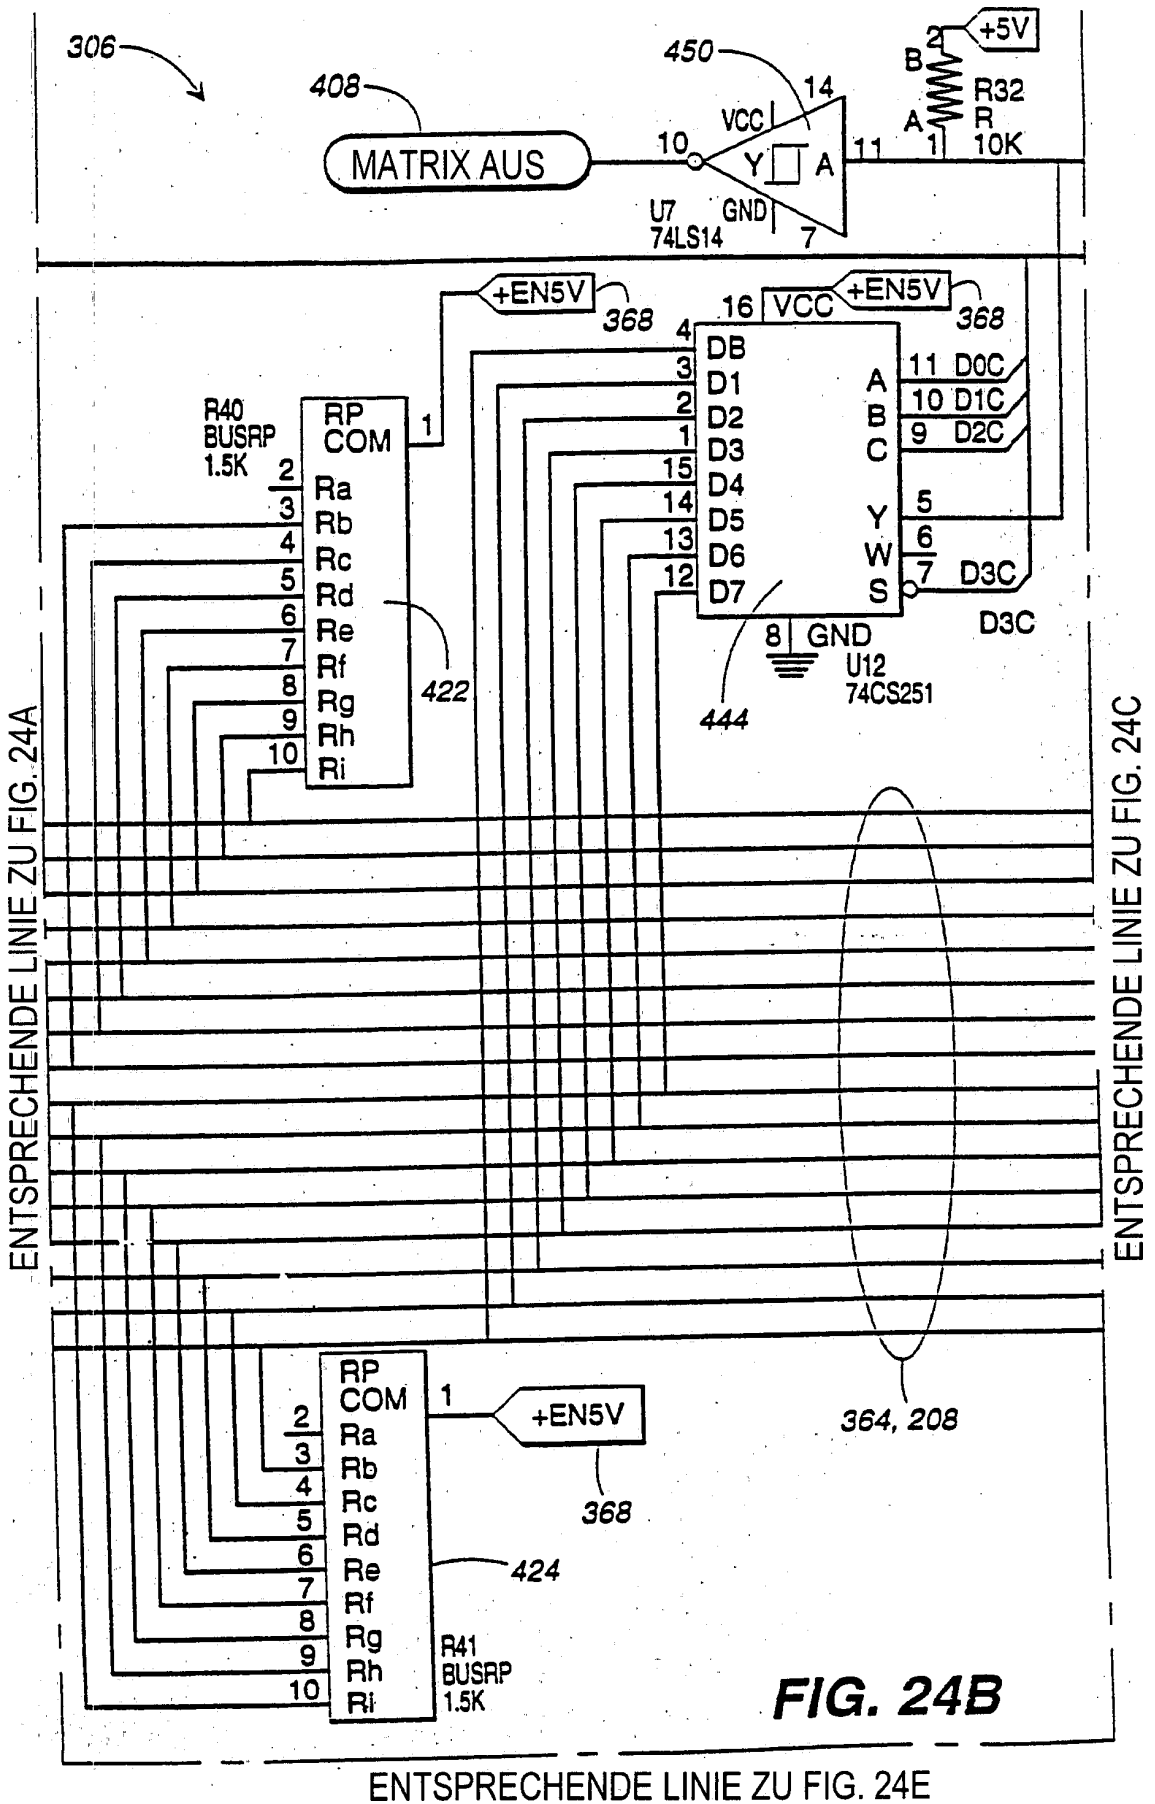 306
408
450
2
+5V
B
R32
R
10K
A
1
14
VCC
10
MATRIX AUS
Y
A
11
U7
74LS14
GND
7
+EN5V
368
16
VCC
+EN5V
368
R40
BUSRP
1.5K
RP
COM
1
2
Ra
3
Rb
4
Rc
5
Rd
6
Re
7
Rf
8
Rg
9
Rh
10
Ri
422
4
DB
3
D1
2
D2
1
D3
15
D4
14
D5
13
D6
12
D7
A
11
D0C
B
10
D1C
C
9
D2C
Y
5
W
6
S
7
D3C
D3C
8
GND
U12
74CS251
444
ENTSPRECHENDE LINIE ZU FIG. 24A
ENTSPRECHENDE LINIE ZU FIG. 24C
364, 208
RP
COM
1
+EN5V
368
2
Ra
3
Rb
4
Rc
5
Rd
6
Re
7
Rf
8
Rg
9
Rh
10
Ri
424
R41
BUSRP
1.5K
FIG. 24B
ENTSPRECHENDE LINIE ZU FIG. 24E